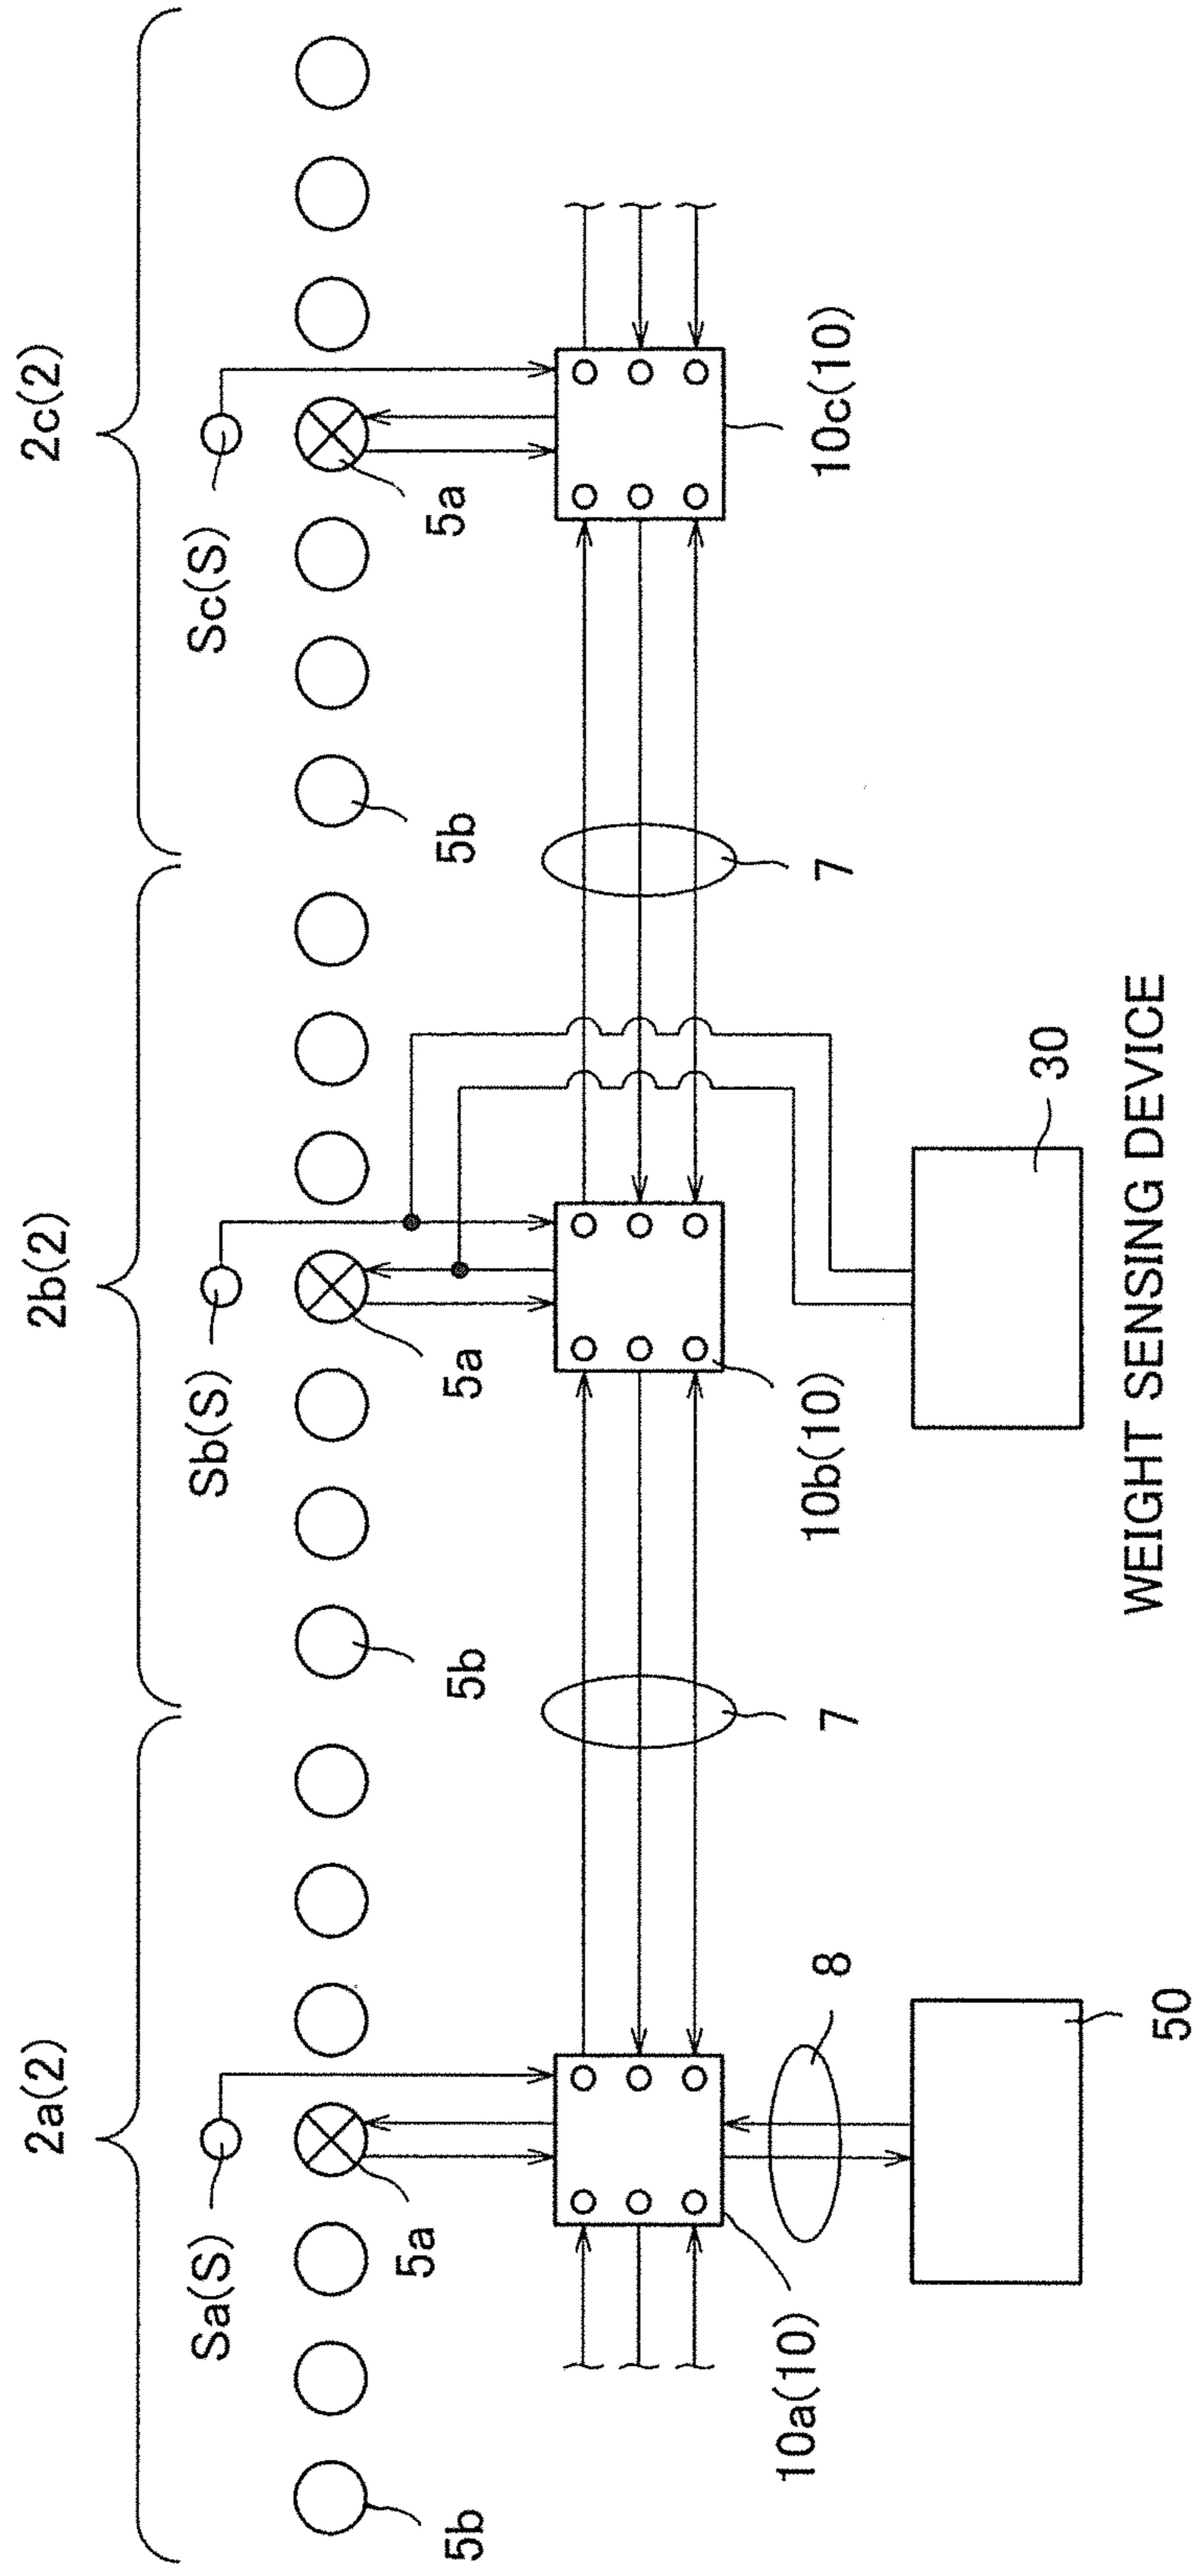 2a(2)
2b(2)
2c(2)
Sa(S)
Sb(S)
Sc(S)
5b
5a
5b
5a
5b
5a
10a(10)
8
7
10b(10)
7
10c(10)
50
30
WEIGHT SENSING DEVICE